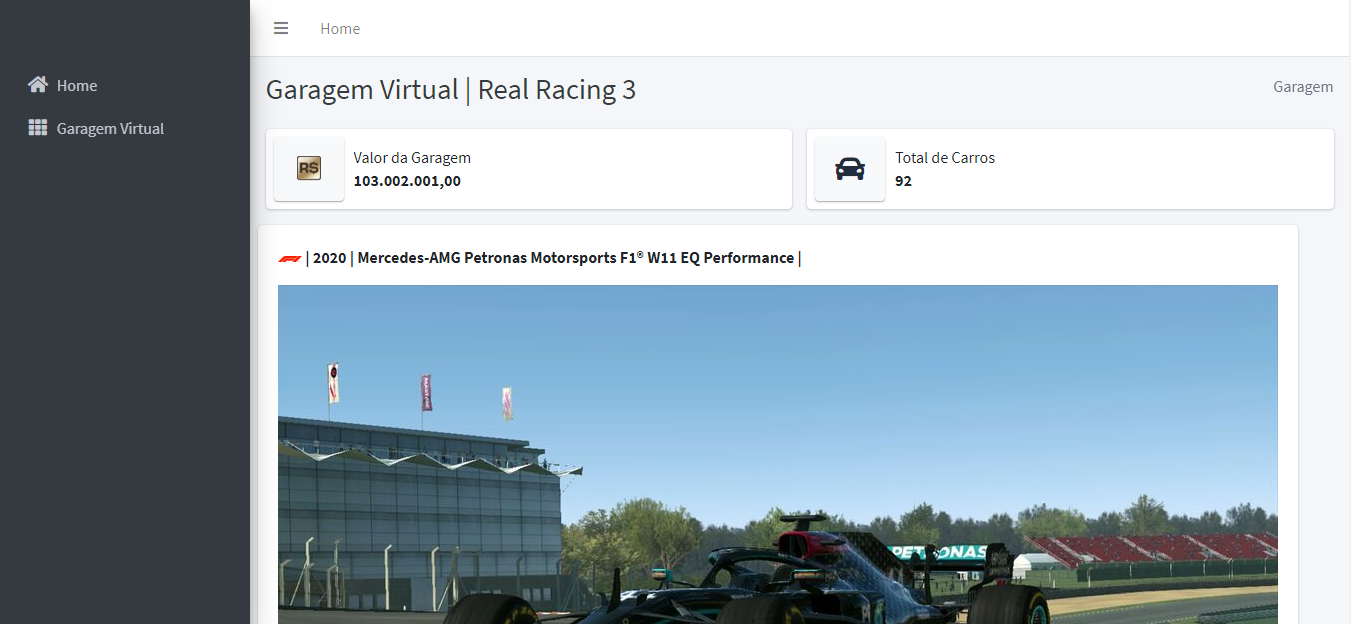 Home
Home
Garagem Virtual
Garagem Virtual | Real Racing 3
Garagem
R$
Valor da Garagem
103.002.001,00
Total de Carros
92
| 2020 | Mercedes-AMG Petronas Motorsports F1® W11 EQ Performance |
PETRONAS